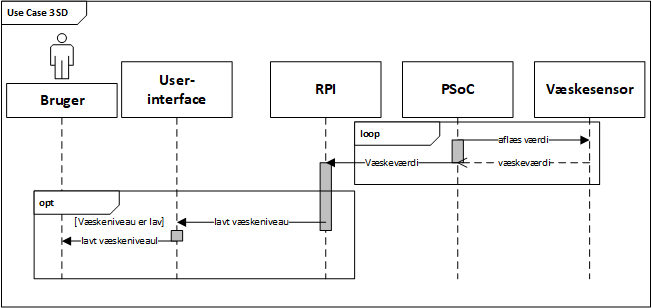 Use Case 3 SD
Bruger
User-
interface
RPI
PSoC
Væskesensor
loop
aflæs værdi
Væskeværdi
væskeværdi
opt
[Væskeniveau er lav]
lavt væskeniveau
lavt væskeniveaul